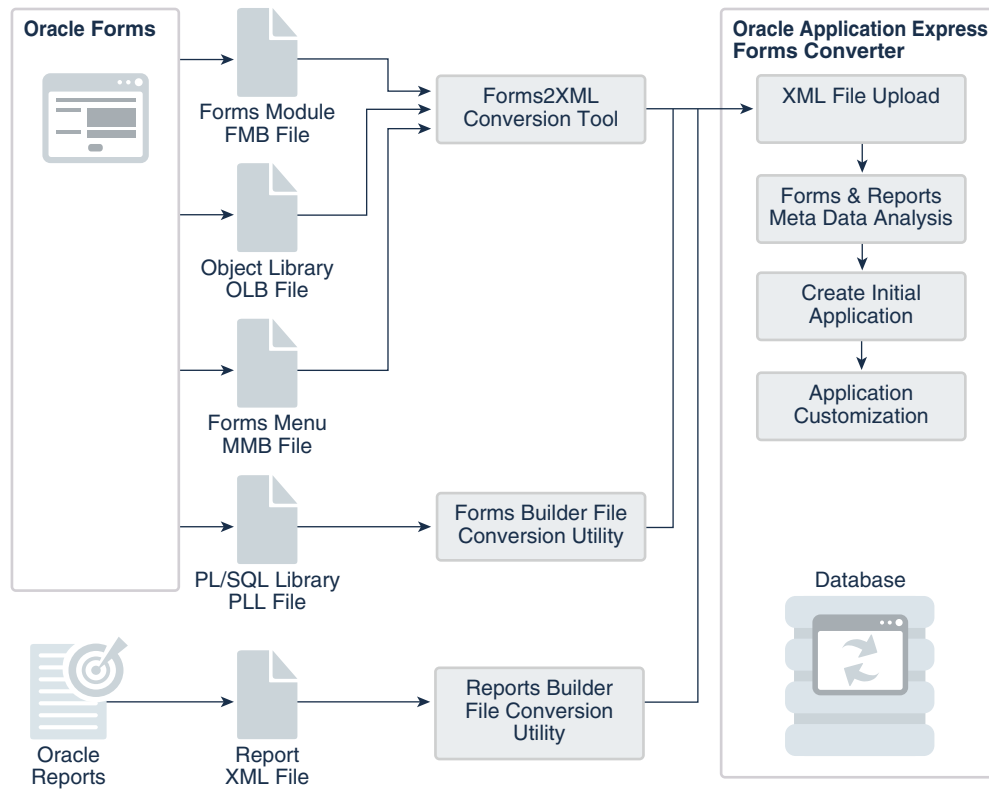 Oracle Forms
Forms Module
FMB File
Object Library
OLB File
Forms Menu
MMB File
PL/SQL Library
PLL File
Oracle
Reports
Report
XML File
Forms2XML
Conversion Tool
Forms Builder File
Conversion Utility
Reports Builder
File Conversion
Utility
Oracle Application Express
Forms Converter
XML File Upload
Forms & Reports
Meta Data Analysis
Create Initial
Application
Application
Customization
Database